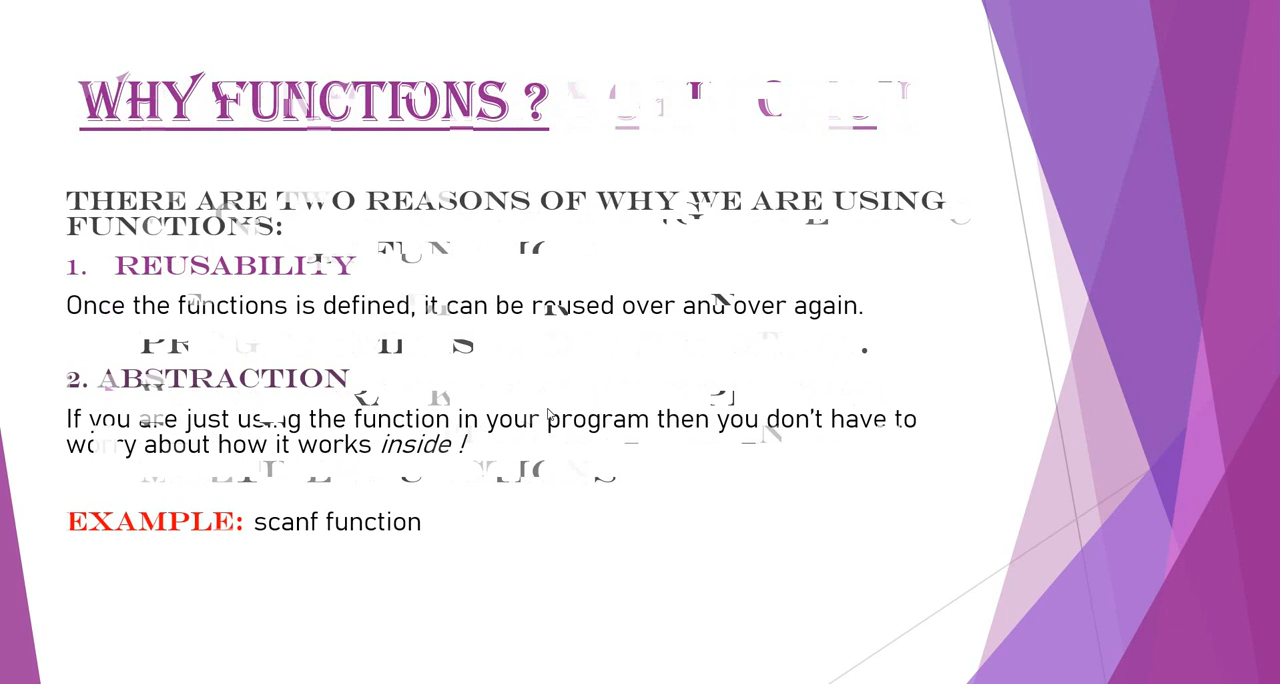 WHY FUNCTIONS ?
THERE ARE TWO REASONS OF WHY WE ARE USING
FUNCTIONS:
1. REUSABILITY
Once the functions is defined, it can be reused over and over again.
2. ABSTRACTION
If you are just using the function in your program then you don't have to
worry about how it works inside !
EXAMPLE: scanf function